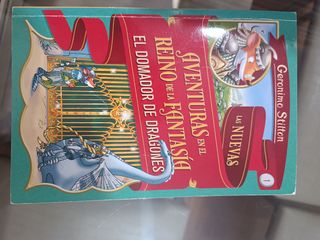 Geronimo Stilton
LAS NUEVAS
AVENTURAS EN EL
REINO DE LA FANTASÍA
EL DOMADOR DE DRAGONES
1